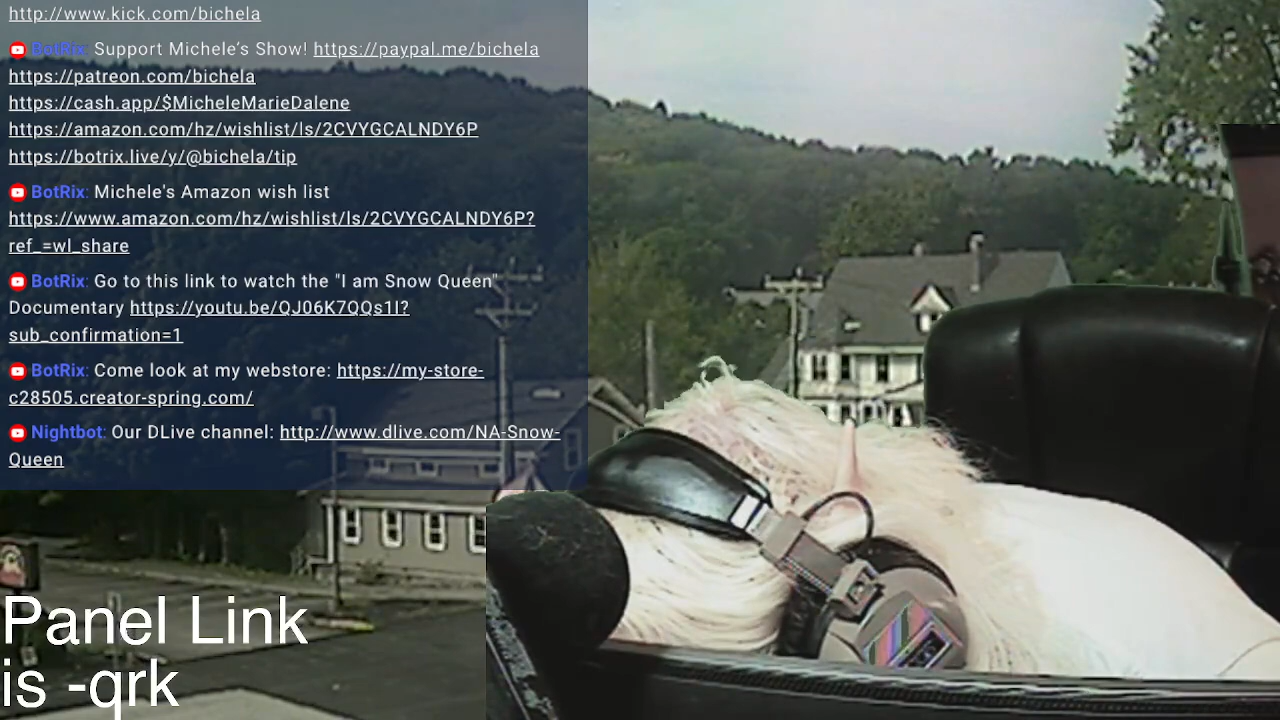 http://www.kick.com/bichela
BotRix: Support Michele's Show! https://paypal.me/bichela
https://patreon.com/bichela
https://cash.app/$MicheleMarieDalene
https://amazon.com/hz/wishlist/ls/2CVYGCALNDY6P
https://botrix.live/y/@bichela/tip
BotRix: Michele's Amazon wish list
https://www.amazon.com/hz/wishlist/ls/2CVYGCALNDY6P?
ref_=wl_share
BotRix: Go to this link to watch the "I am Snow Queen"
Documentary https://youtu.be/QJ06K7QQs1I?
sub_confirmation=1
BotRix: Come look at my webstore: https://my-store-
c28505.creator-spring.com/
Nightbot: Our DLive channel: http://www.dlive.com/NA-Snow-
Queen
Panel Link
is -qrk